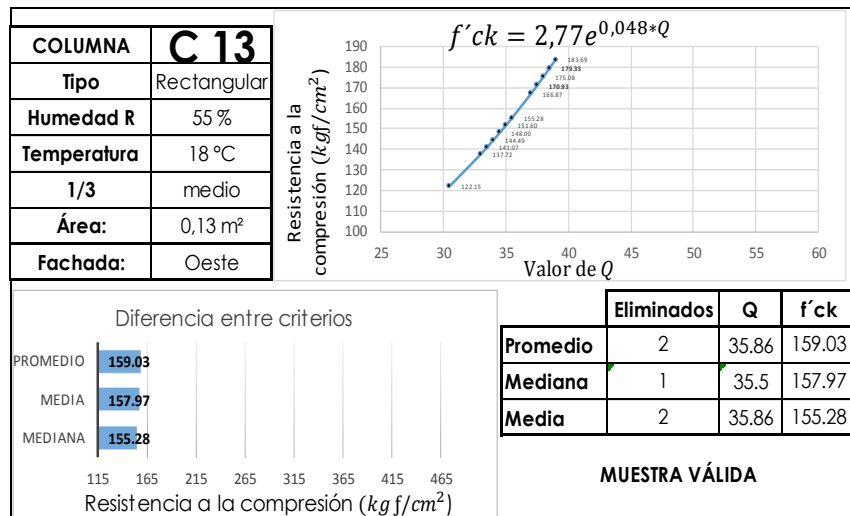 COLUMNA C 13
Tipo Rectangular
Humedad R 55 %
Temperatura 18 °C
1/3 medio
Área: 0,13 m²
Fachada: Oeste
f´ck = 2,77e^{0,048*Q}
Resistencia a la
compresión (kgf/cm²)
190
180
170
160
150
140
130
120
110
100
183.69
179.33
175.08
170.93
166.87
155.28
151.60
148.00
144.49
141.07
137.72
122.15
25 30 35 40 45 50 55 60
Valor de Q
Diferencia entre criterios
PROMEDIO 159.03
MEDIA 157.97
MEDIANA 155.28
115 165 215 265 315 365 415 465
Resistencia a la compresión (kg f/cm²)
Eliminados Q f´ck
Promedio 2 35.86 159.03
Mediana 1 35.5 157.97
Media 2 35.86 155.28
MUESTRA VÁLIDA